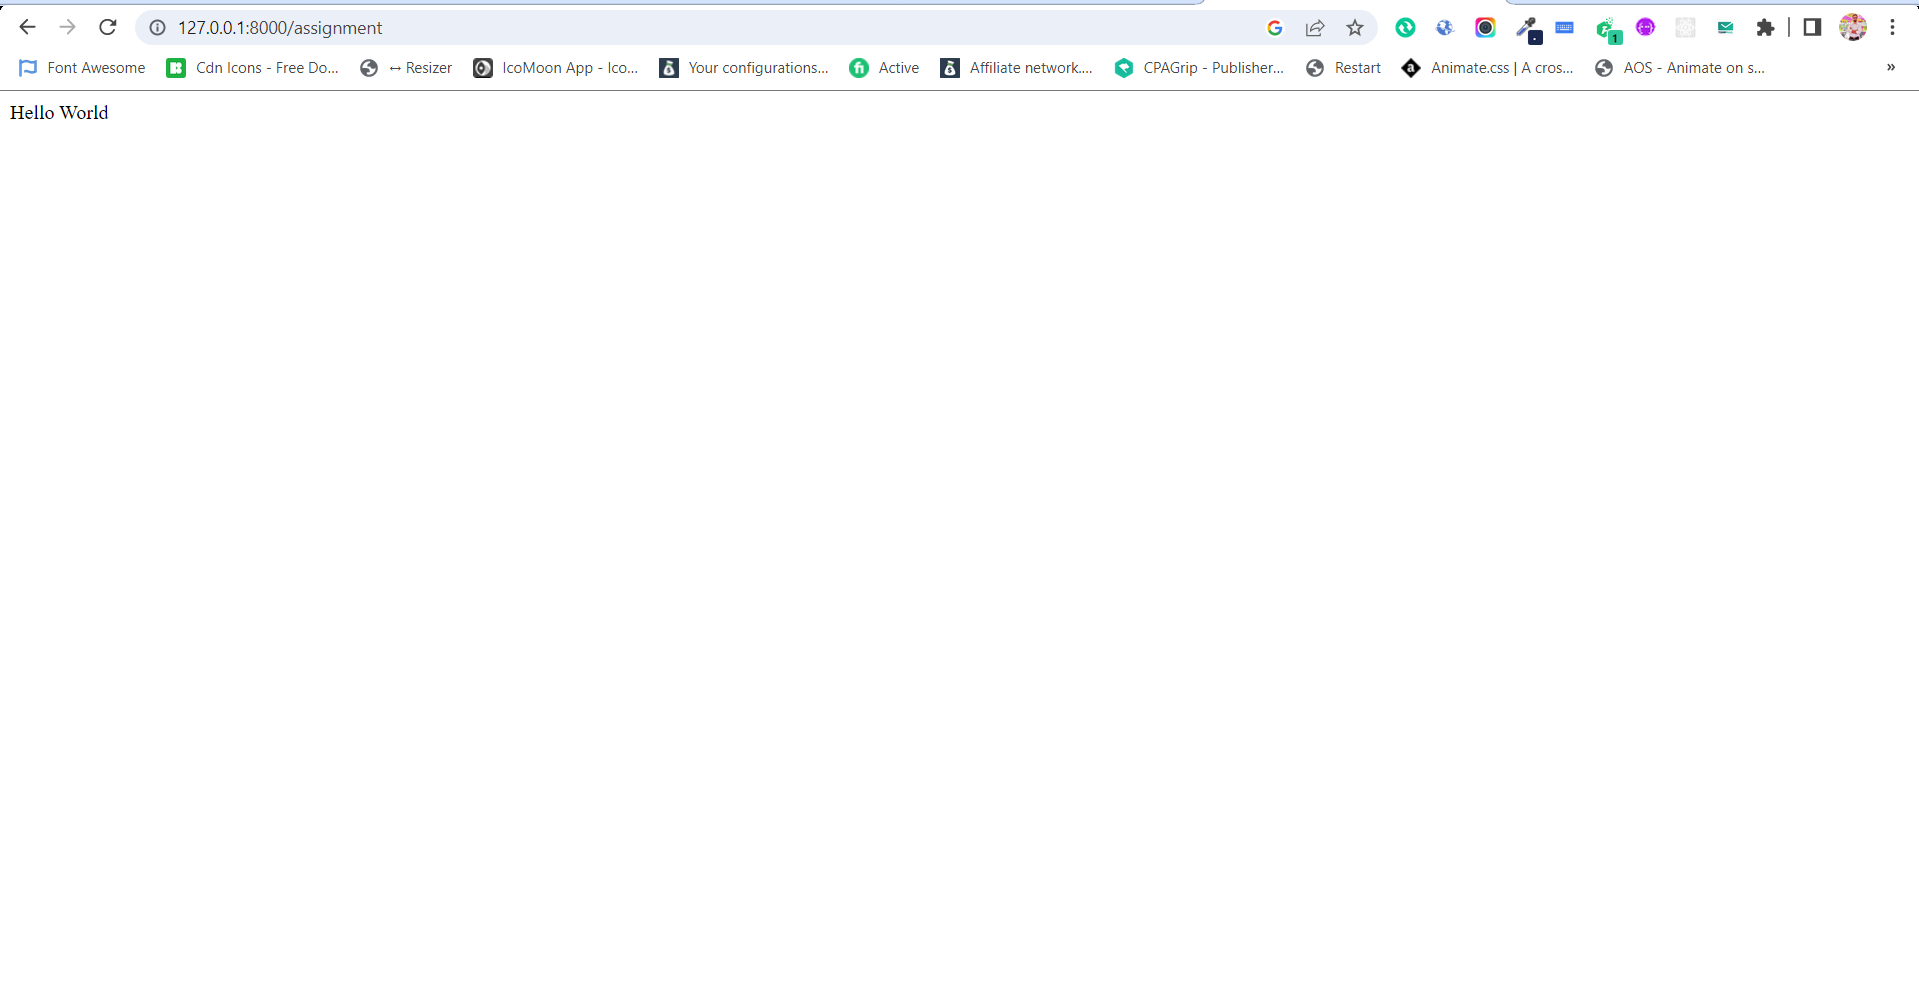 127.0.0.1:8000/assignment
1
Font Awesome Cdn Icons - Free Do... ↔ Resizer IcoMoon App - Ico... Your configurations... Active Affiliate network.... CPAGrip - Publisher... Restart Animate.css | A cros... AOS - Animate on s... »
Hello World